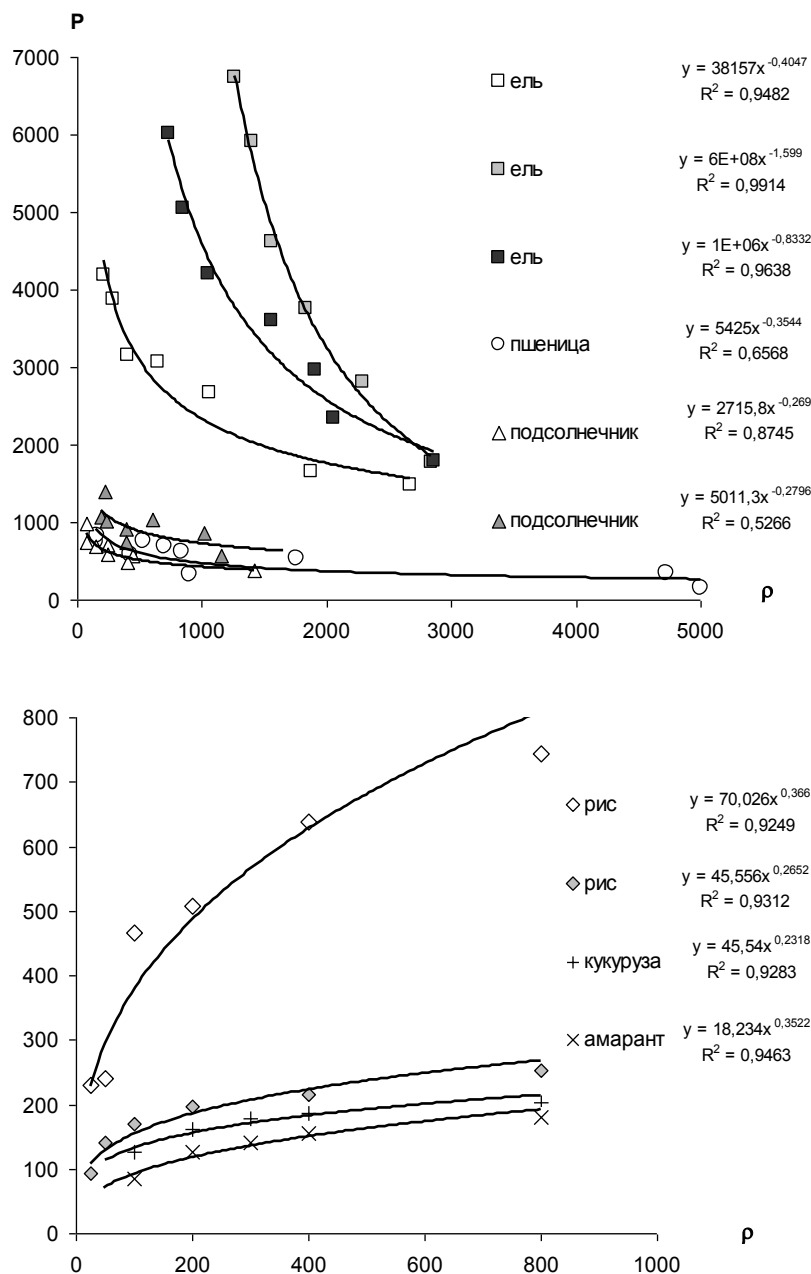 P
7000
6000
5000
4000
3000
2000
1000
0
0 1000 2000 3000 4000 5000
ρ
ель y = 38157x^-0,4047
R² = 0,9482
ель y = 6E+08x^-1,599
R² = 0,9914
ель y = 1E+06x^-0,8332
R² = 0,9638
пшеница y = 5425x^-0,3544
R² = 0,6568
подсолнечник y = 2715,8x^-0,269
R² = 0,8745
подсолнечник y = 5011,3x^-0,2796
R² = 0,5266
800
700
600
500
400
300
200
100
0
0 200 400 600 800 1000
ρ
рис y = 70,026x^0,366
R² = 0,9249
рис y = 45,556x^0,2652
R² = 0,9312
кукуруза y = 45,54x^0,2318
R² = 0,9283
амарант y = 18,234x^0,3522
R² = 0,9463